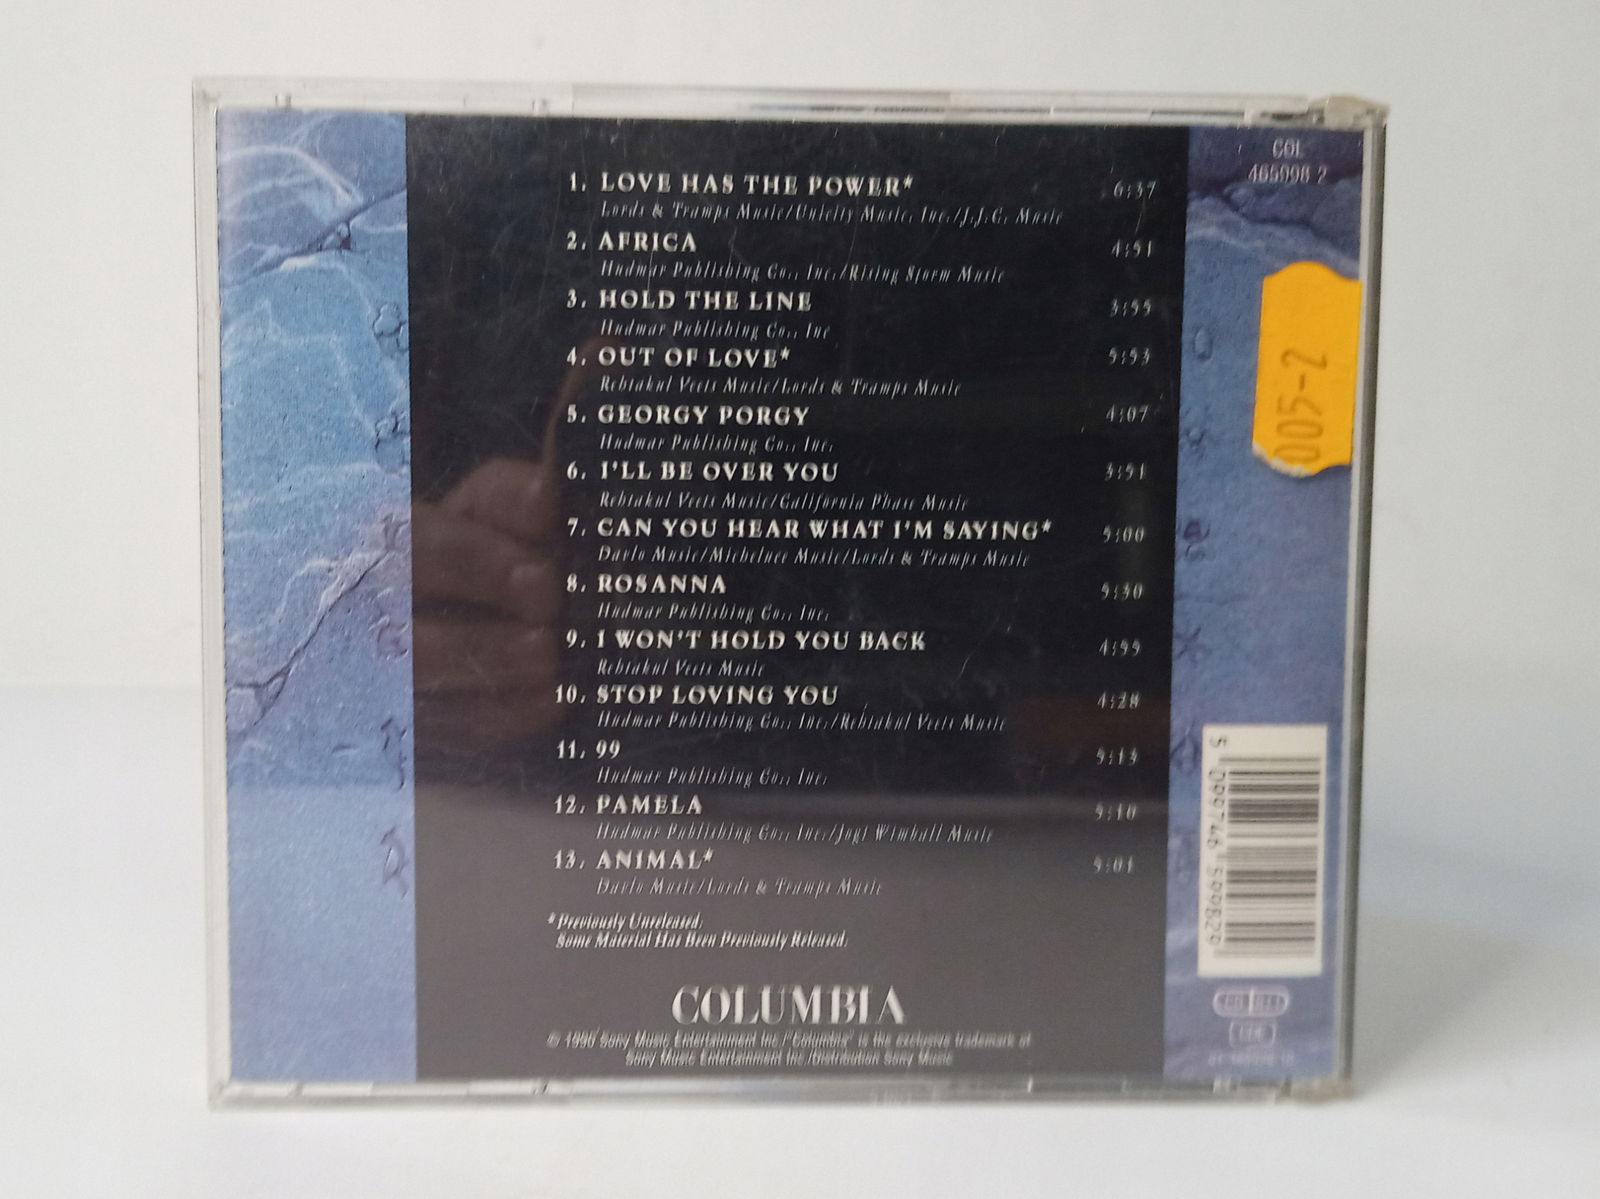 COL
465998 2
1. LOVE HAS THE POWER* 6:37
Lords & Tramps Music/Unicity Music, Inc./J.J.C. Music
2. AFRICA 4:51
Hudmar Publishing Co., Inc./Rising Storm Music
3. HOLD THE LINE 3:55
Hudmar Publishing Co., Inc
4. OUT OF LOVE* 5:53
Rehtakul Veets Music/Lords & Tramps Music
5. GEORGY PORGY 4:07
Hudmar Publishing Co., Inc.
6. I'LL BE OVER YOU 3:51
Rehtakul Veets Music/California Phase Music
7. CAN YOU HEAR WHAT I'M SAYING* 5:00
Davlo Music/Michelnee Music/Lords & Tramps Music
8. ROSANNA 5:30
Hudmar Publishing Co., Inc.
9. I WON'T HOLD YOU BACK 4:55
Rehtakul Veets Music
10. STOP LOVING YOU 4:28
Hudmar Publishing Co., Inc./Rehtakul Veets Music
11. 99 5:13
Hudmar Publishing Co., Inc.
12. PAMELA 5:10
Hudmar Publishing Co., Inc./Jogi Wimball Music
13. ANIMAL* 5:01
Davlo Music/Lords & Tramps Music
* Previously Unreleased.
Some Material Has Been Previously Released.
COLUMBIA
© 1990 Sony Music Entertainment Inc./"Columbia" is the exclusive trademark of
Sony Music Entertainment Inc./Distribution Sony Music
005-2
5 099746 599829